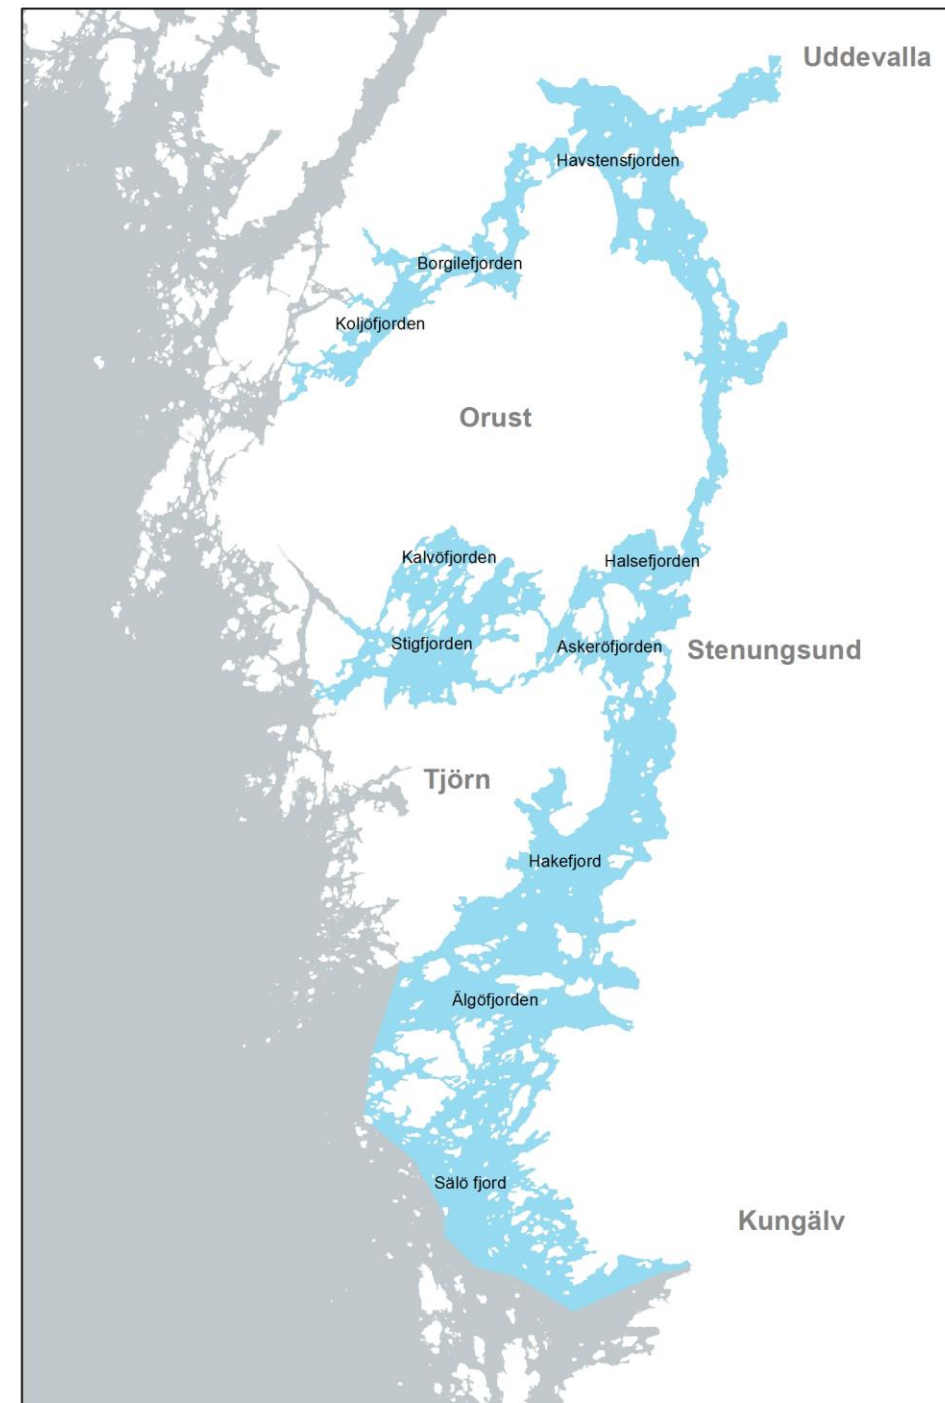 Uddevalla
Havstensfjorden
Borgilefjorden
Koljöfjorden
Orust
Kalvöfjorden
Halsefjorden
Stigfjorden
Askeröfjorden
Stenungsund
Tjörn
Hakefjord
Älgöfjorden
Sälö fjord
Kungälv